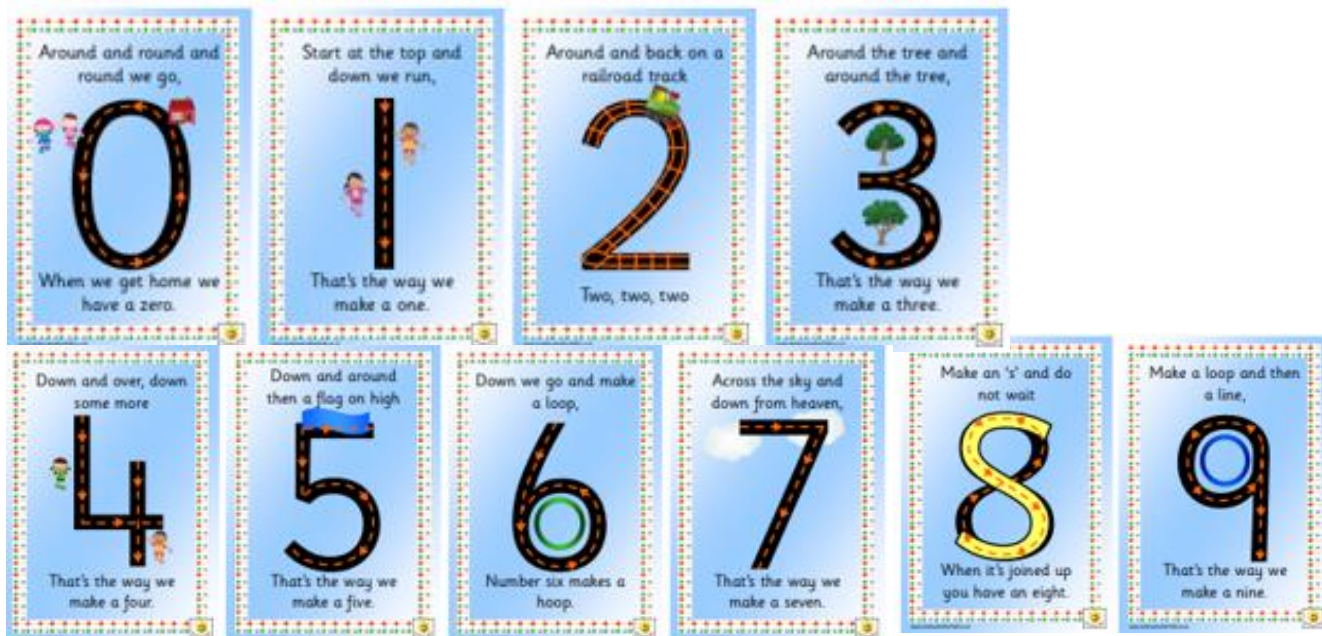 Around and round and
round we go,
0
When we get home we
have a zero.
Start at the top and
down we run,
1
That's the way we
make a one.
Around and back on a
railroad track
2
Two, two, two
Around the tree and
around the tree,
3
That's the way we
make a three.
Down and over, down
some more
4
That's the way we
make a four.
Down and around
then a flag on high
5
That's the way we
make a five.
Down we go and make
a loop,
6
Number six makes a
hoop.
Across the sky and
down from heaven,
7
That's the way we
make a seven.
Make an 's' and do
not wait
8
When it's joined up
you have an eight.
Make a loop and then
a line,
9
That's the way we
make a nine.